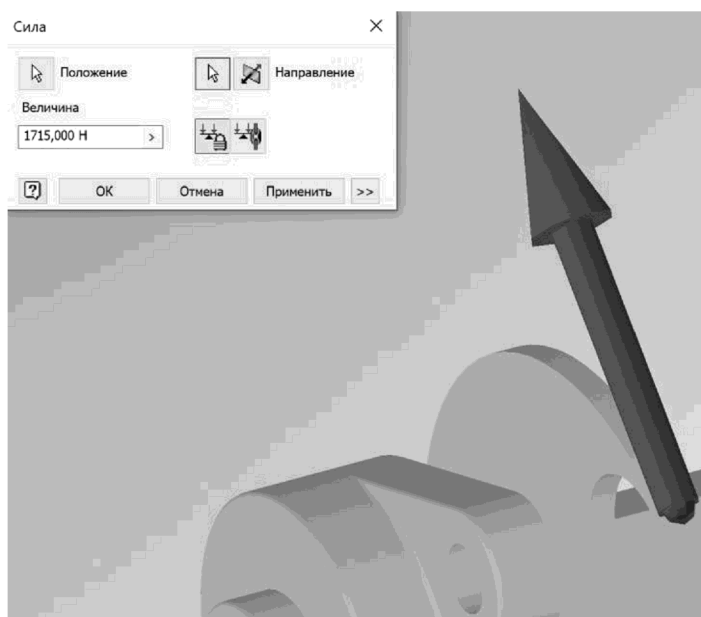 Сила
Положение
Направление
Величина
1715,000 Н
ОК
Отмена
Применить
>>